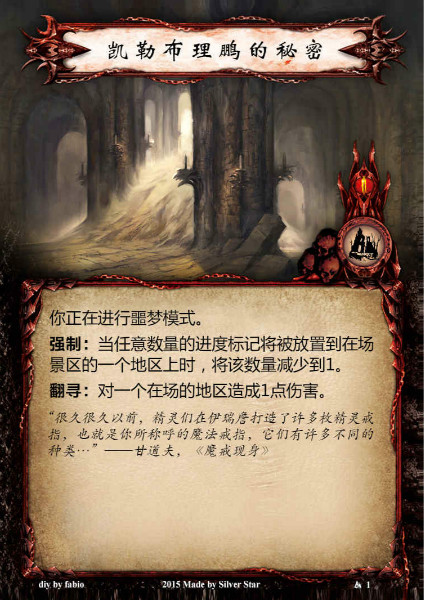 凯勒布理鹏的秘密
你正在进行噩梦模式。
强制：当任意数量的进度标记将被放置到在场
景区的一个地区上时，将该数量减少到1。
翻寻：对一个在场的地区造成1点伤害。
“很久很久以前，精灵们在伊瑞詹打造了许多枚精灵戒
指，也就是你所称呼的魔法戒指，它们有许多不同的
种类…” ——甘道夫，《魔戒现身》
diy by fabio
2015 Made by Silver Star
1